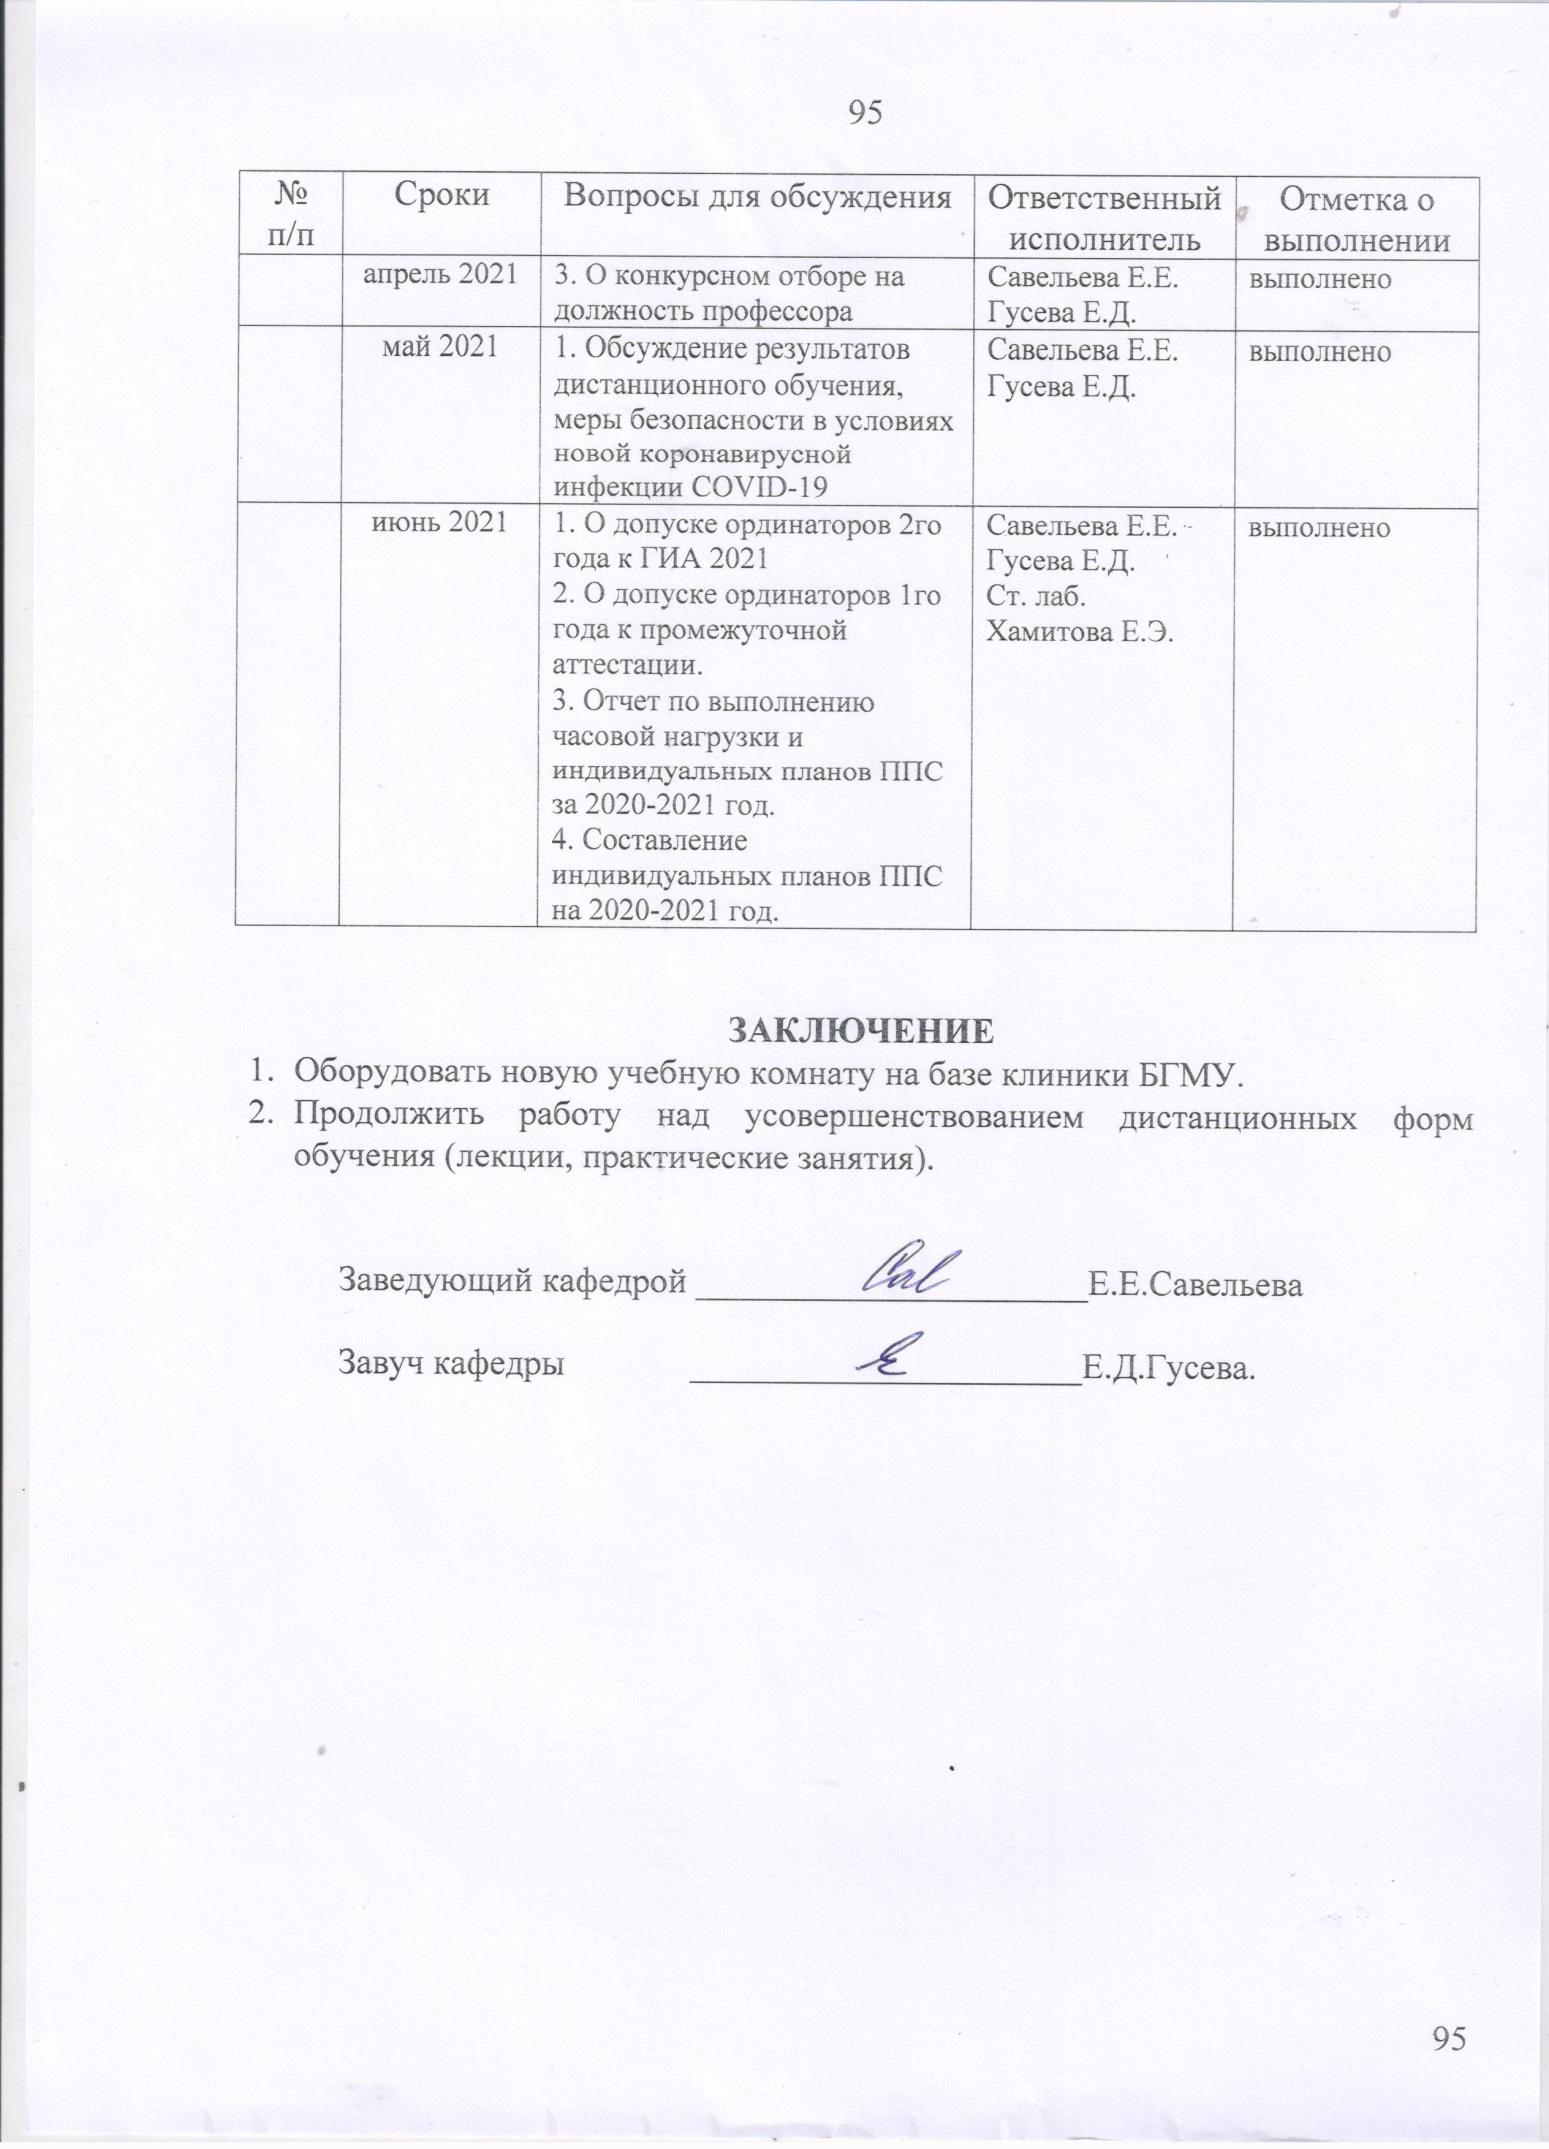 95
№ п/п
Сроки
Вопросы для обсуждения
Ответственный исполнитель
Отметка о выполнении
апрель 2021
3. О конкурсном отборе на
должность профессора
Савельева Е.Е.
Гусева Е.Д.
выполнено
май 2021
1. Обсуждение результатов
дистанционного обучения,
меры безопасности в условиях
новой коронавирусной
инфекции COVID-19
Савельева Е.Е.
Гусева Е.Д.
выполнено
июнь 2021
1. О допуске ординаторов 2го
года к ГИА 2021
2. О допуске ординаторов 1го
года к промежуточной
аттестации.
3. Отчет по выполнению
часовой нагрузки и
индивидуальных планов ППС
за 2020-2021 год.
4. Составление
индивидуальных планов ППС
на 2020-2021 год.
Савельева Е.Е.
Гусева Е.Д.
Ст. лаб.
Хамитова Е.Э.
выполнено
ЗАКЛЮЧЕНИЕ
1. Оборудовать новую учебную комнату на базе клиники БГМУ.
2. Продолжить работу над усовершенствованием дистанционных форм
обучения (лекции, практические занятия).
Заведующий кафедрой ______________________Е.Е.Савельева
Завуч кафедры ______________________Е.Д.Гусева.
95